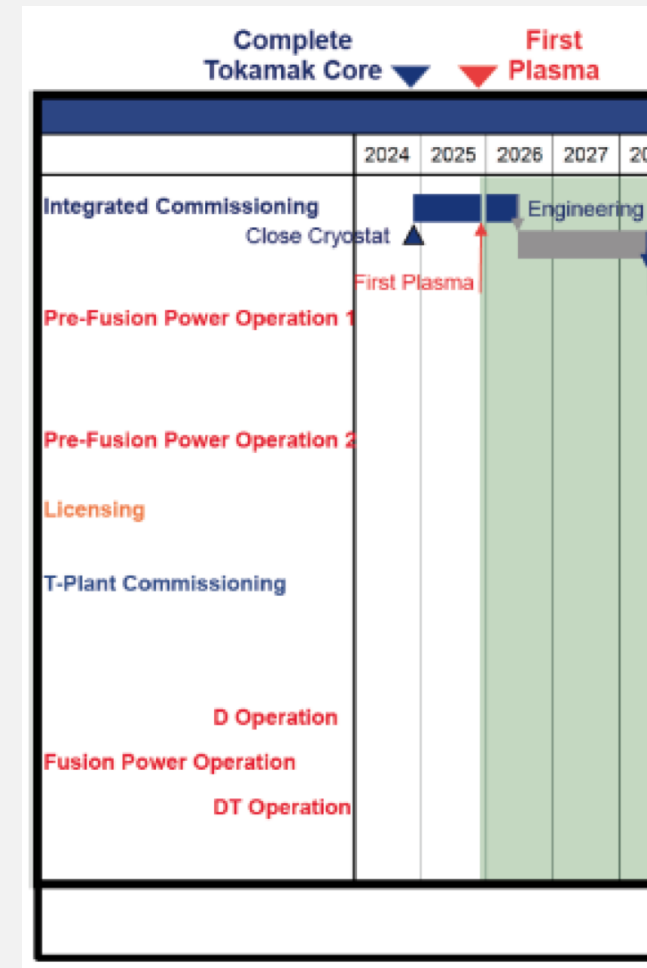 Complete
Tokamak Core
First
Plasma
2024 2025 2026 2027
Integrated Commissioning
Engineering
Close Cryostat
First Plasma
Pre-Fusion Power Operation 1
Pre-Fusion Power Operation 2
Licensing
T-Plant Commissioning
D Operation
Fusion Power Operation
DT Operation